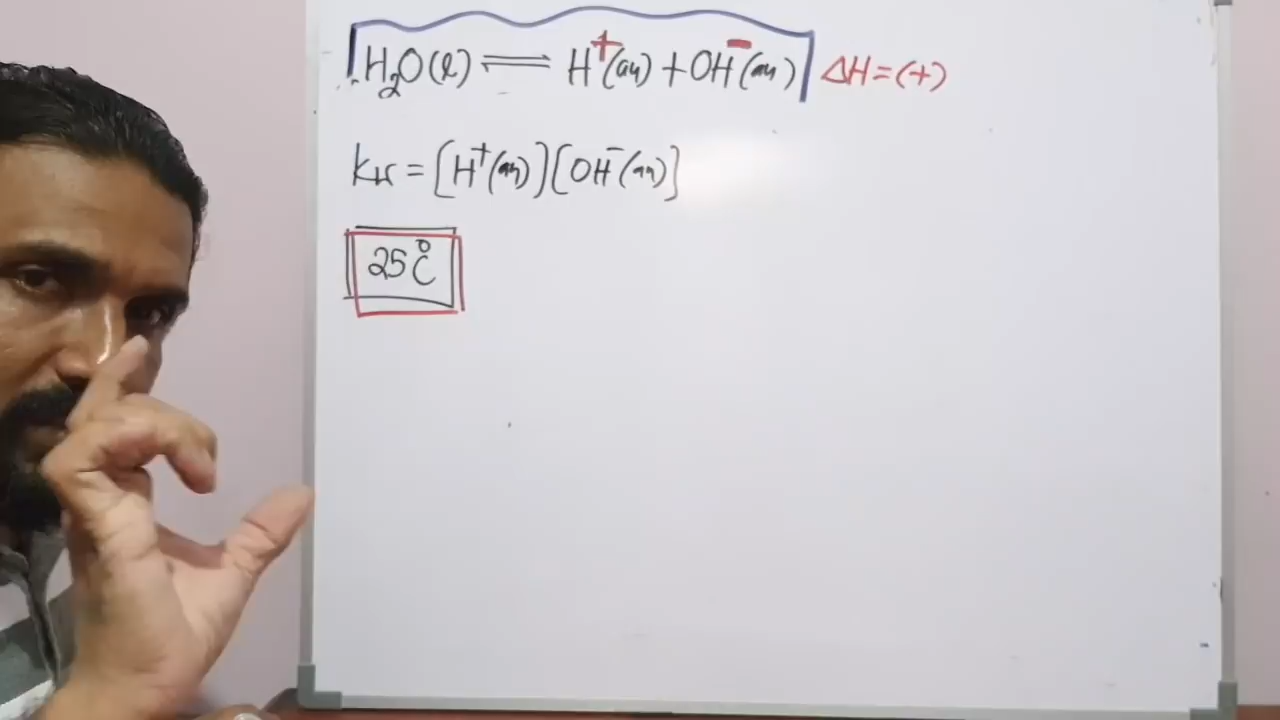 H₂O(l) ⇌ H⁺(aq) + OH⁻(aq) ΔH = (+)
Kw = [H⁺(aq)][OH⁻(aq)]
25°C